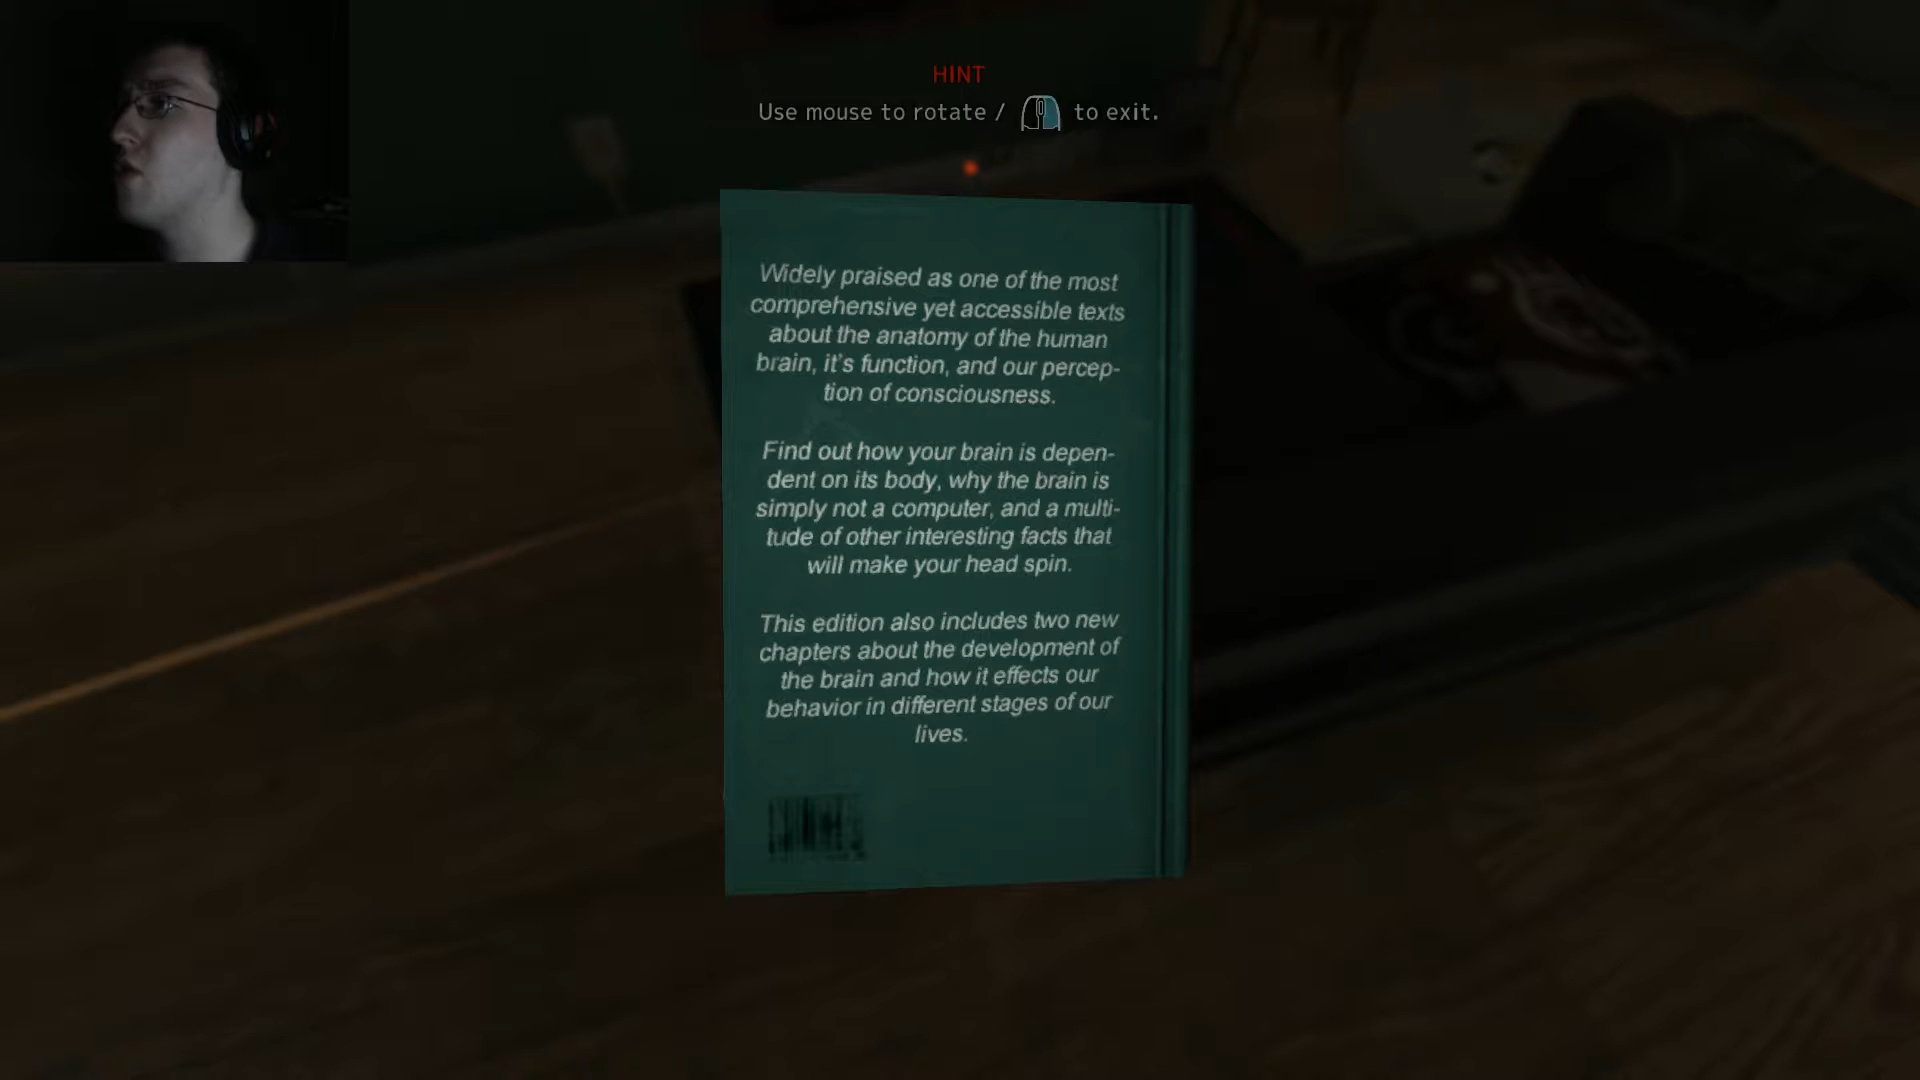 HINT
Use mouse to rotate / to exit.
Widely praised as one of the most
comprehensive yet accessible texts
about the anatomy of the human
brain, it's function, and our percep-
tion of consciousness.
Find out how your brain is depen-
dent on its body, why the brain is
simply not a computer, and a multi-
tude of other interesting facts that
will make your head spin.
This edition also includes two new
chapters about the development of
the brain and how it effects our
behavior in different stages of our
lives.